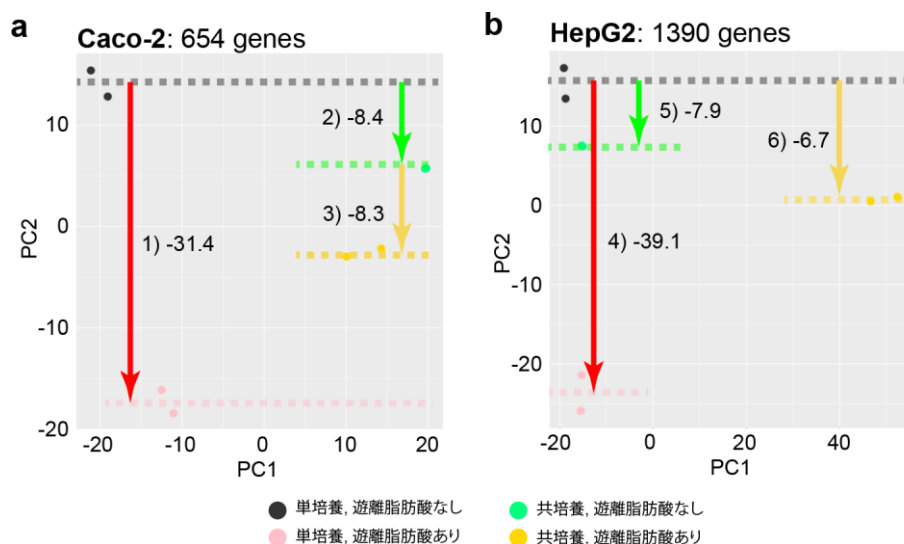 a
Caco-2: 654 genes
10
0
-10
-20
PC2
-20
-10
0
10
20
PC1
1) -31.4
2) -8.4
3) -8.3
b
HepG2: 1390 genes
10
0
-10
-20
PC2
-20
0
20
40
PC1
4) -39.1
5) -7.9
6) -6.7
単培養, 遊離脂肪酸なし
共培養, 遊離脂肪酸なし
単培養, 遊離脂肪酸あり
共培養, 遊離脂肪酸あり